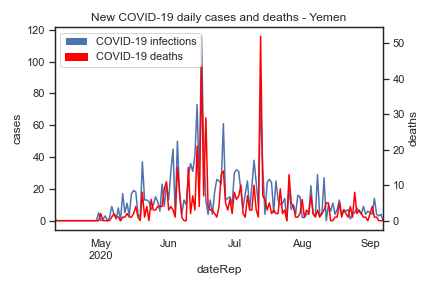 New COVID-19 daily cases and deaths - Yemen
COVID-19 infections
COVID-19 deaths
120
100
80
60
40
20
0
cases
50
40
30
20
10
0
deaths
May Jun Jul Aug Sep
2020
dateRep